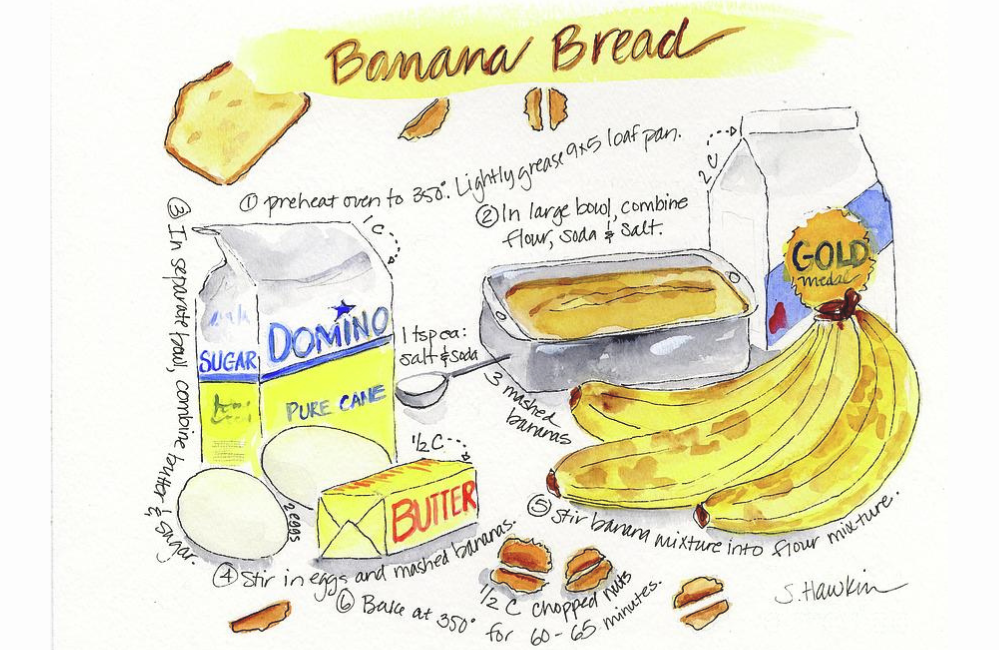 Banana Bread
① preheat oven to 350°. Lightly grease 9x5 loaf pan.
② In large bowl, combine
flour, soda & salt.
2 C
③ In separate bowl, combine butter & sugar.
1 C
GOLD
medal
SUGAR
DOMINO
PURE CANE
1 tsp ea:
salt & soda
3 mashed
bananas
1/2 C
BUTTER
2 eggs
④ Stir in eggs and mashed bananas.
⑤ Stir banana mixture into flour mixture.
1/2 C chopped nuts
⑥ Bake at 350° for 60-65 minutes.
S. Hawkin